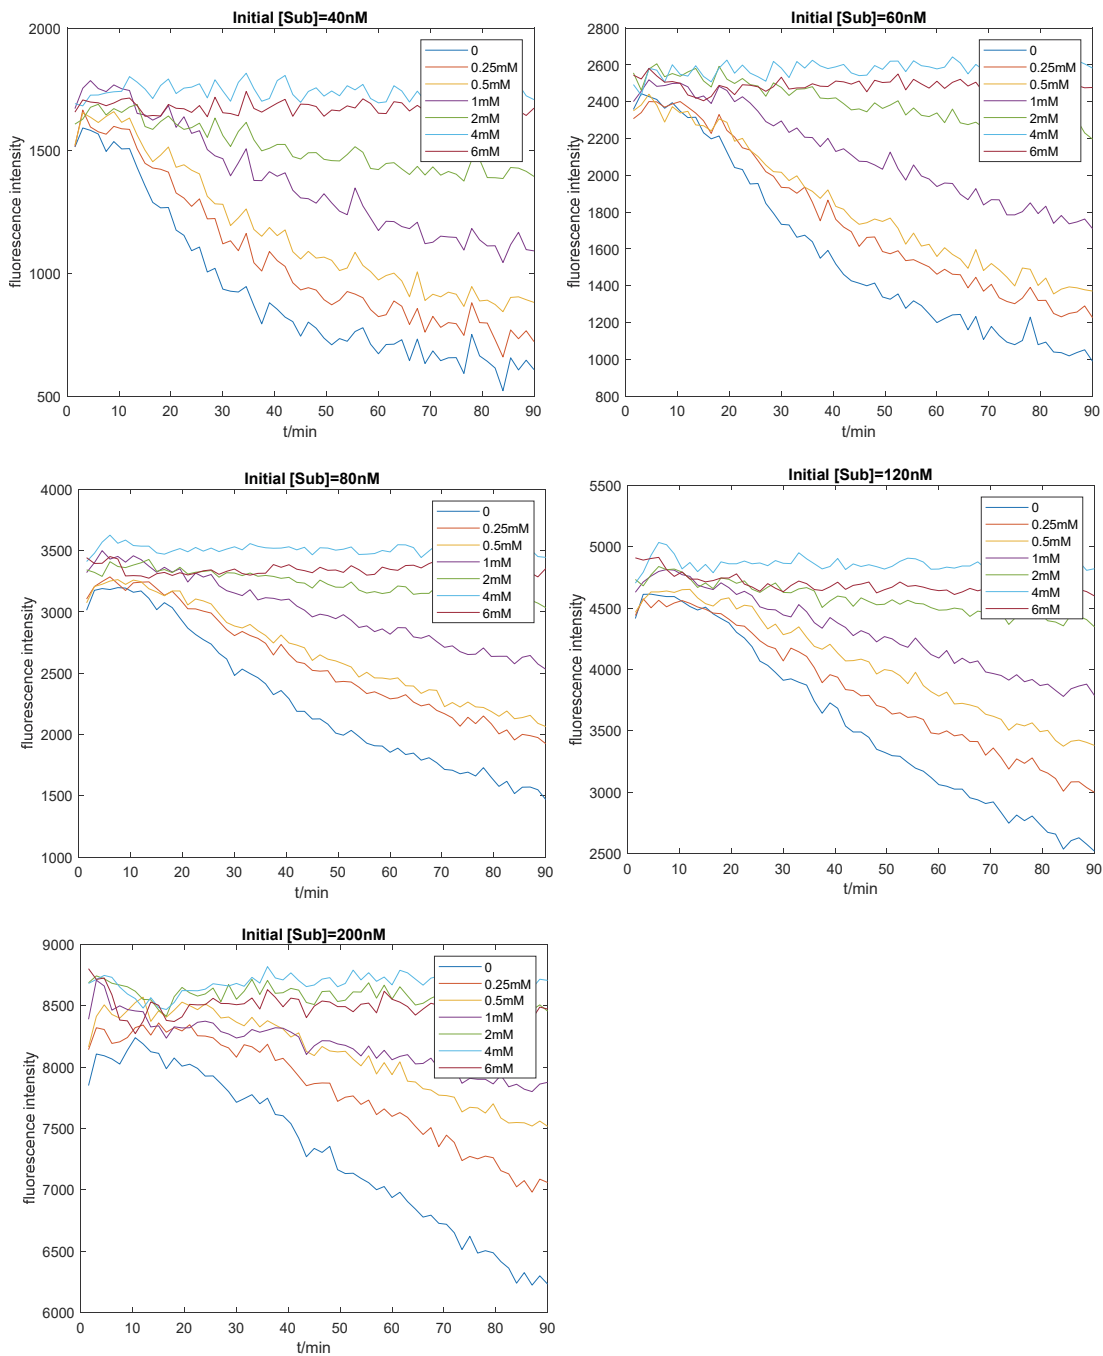 Initial [Sub]=40nM
2000
1500
1000
500
fluorescence intensity
0 10 20 30 40 50 60 70 80 90
t/min
0
0.25mM
0.5mM
1mM
2mM
4mM
6mM
Initial [Sub]=60nM
2800
2600
2400
2200
2000
1800
1600
1400
1200
1000
800
fluorescence intensity
0 10 20 30 40 50 60 70 80 90
t/min
0
0.25mM
0.5mM
1mM
2mM
4mM
6mM
Initial [Sub]=80nM
4000
3500
3000
2500
2000
1500
1000
fluorescence intensity
0 10 20 30 40 50 60 70 80 90
t/min
0
0.25mM
0.5mM
1mM
2mM
4mM
6mM
Initial [Sub]=120nM
5500
5000
4500
4000
3500
3000
2500
fluorescence intensity
0 10 20 30 40 50 60 70 80 90
t/min
0
0.25mM
0.5mM
1mM
2mM
4mM
6mM
Initial [Sub]=200nM
9000
8500
8000
7500
7000
6500
6000
fluorescence intensity
0 10 20 30 40 50 60 70 80 90
t/min
0
0.25mM
0.5mM
1mM
2mM
4mM
6mM